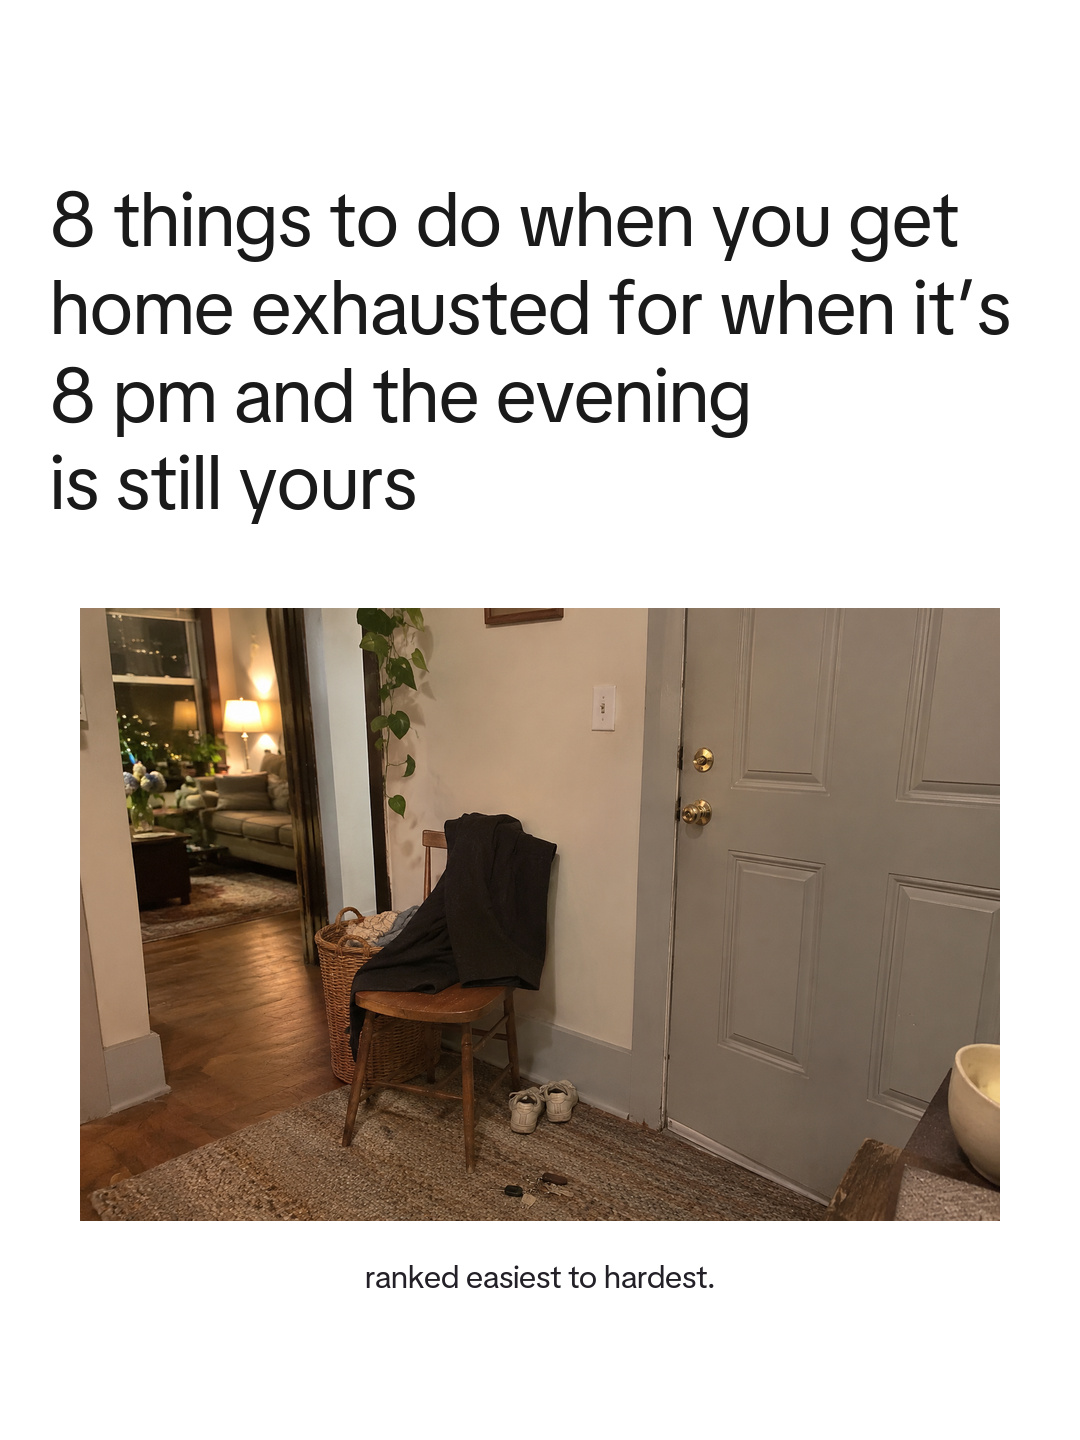 8 things to do when you get
home exhausted for when it’s
8 pm and the evening
is still yours
ranked easiest to hardest.